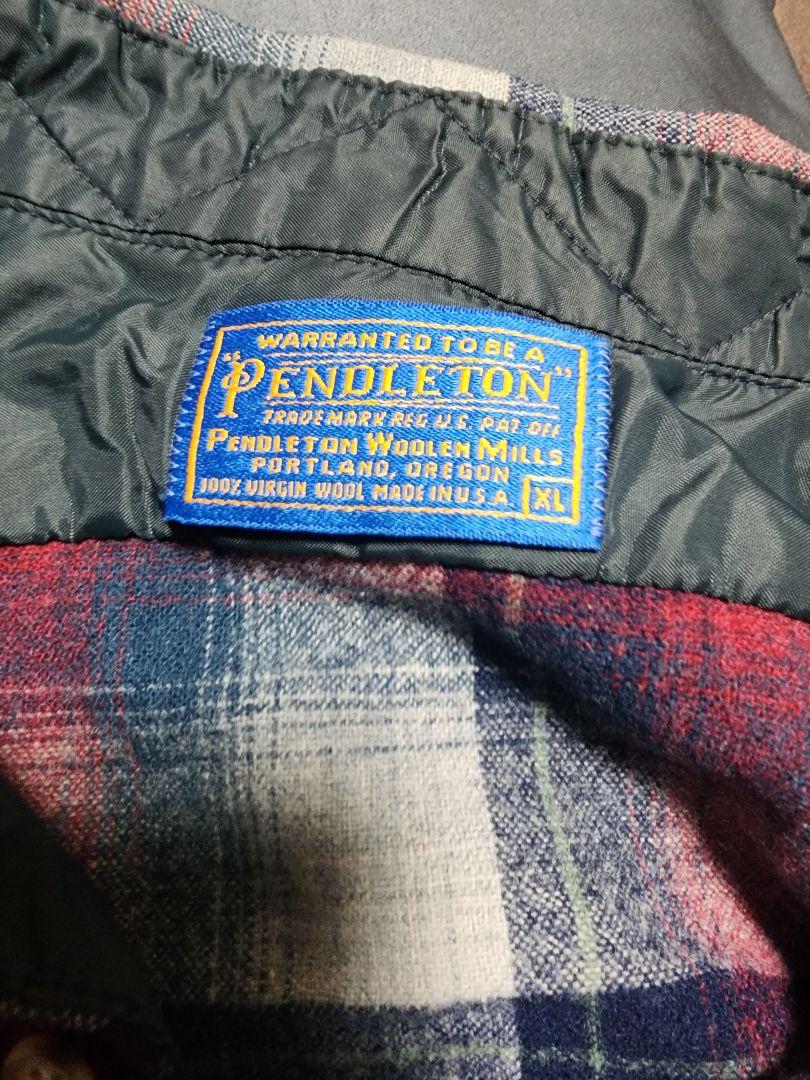 WARRANTED TO BE A
"PENDLETON"
TRADEMARK REG U.S. PAT. OFF
PENDLETON WOOLEN MILLS
PORTLAND, OREGON
100% VIRGIN WOOL MADE IN U.S.A. XL